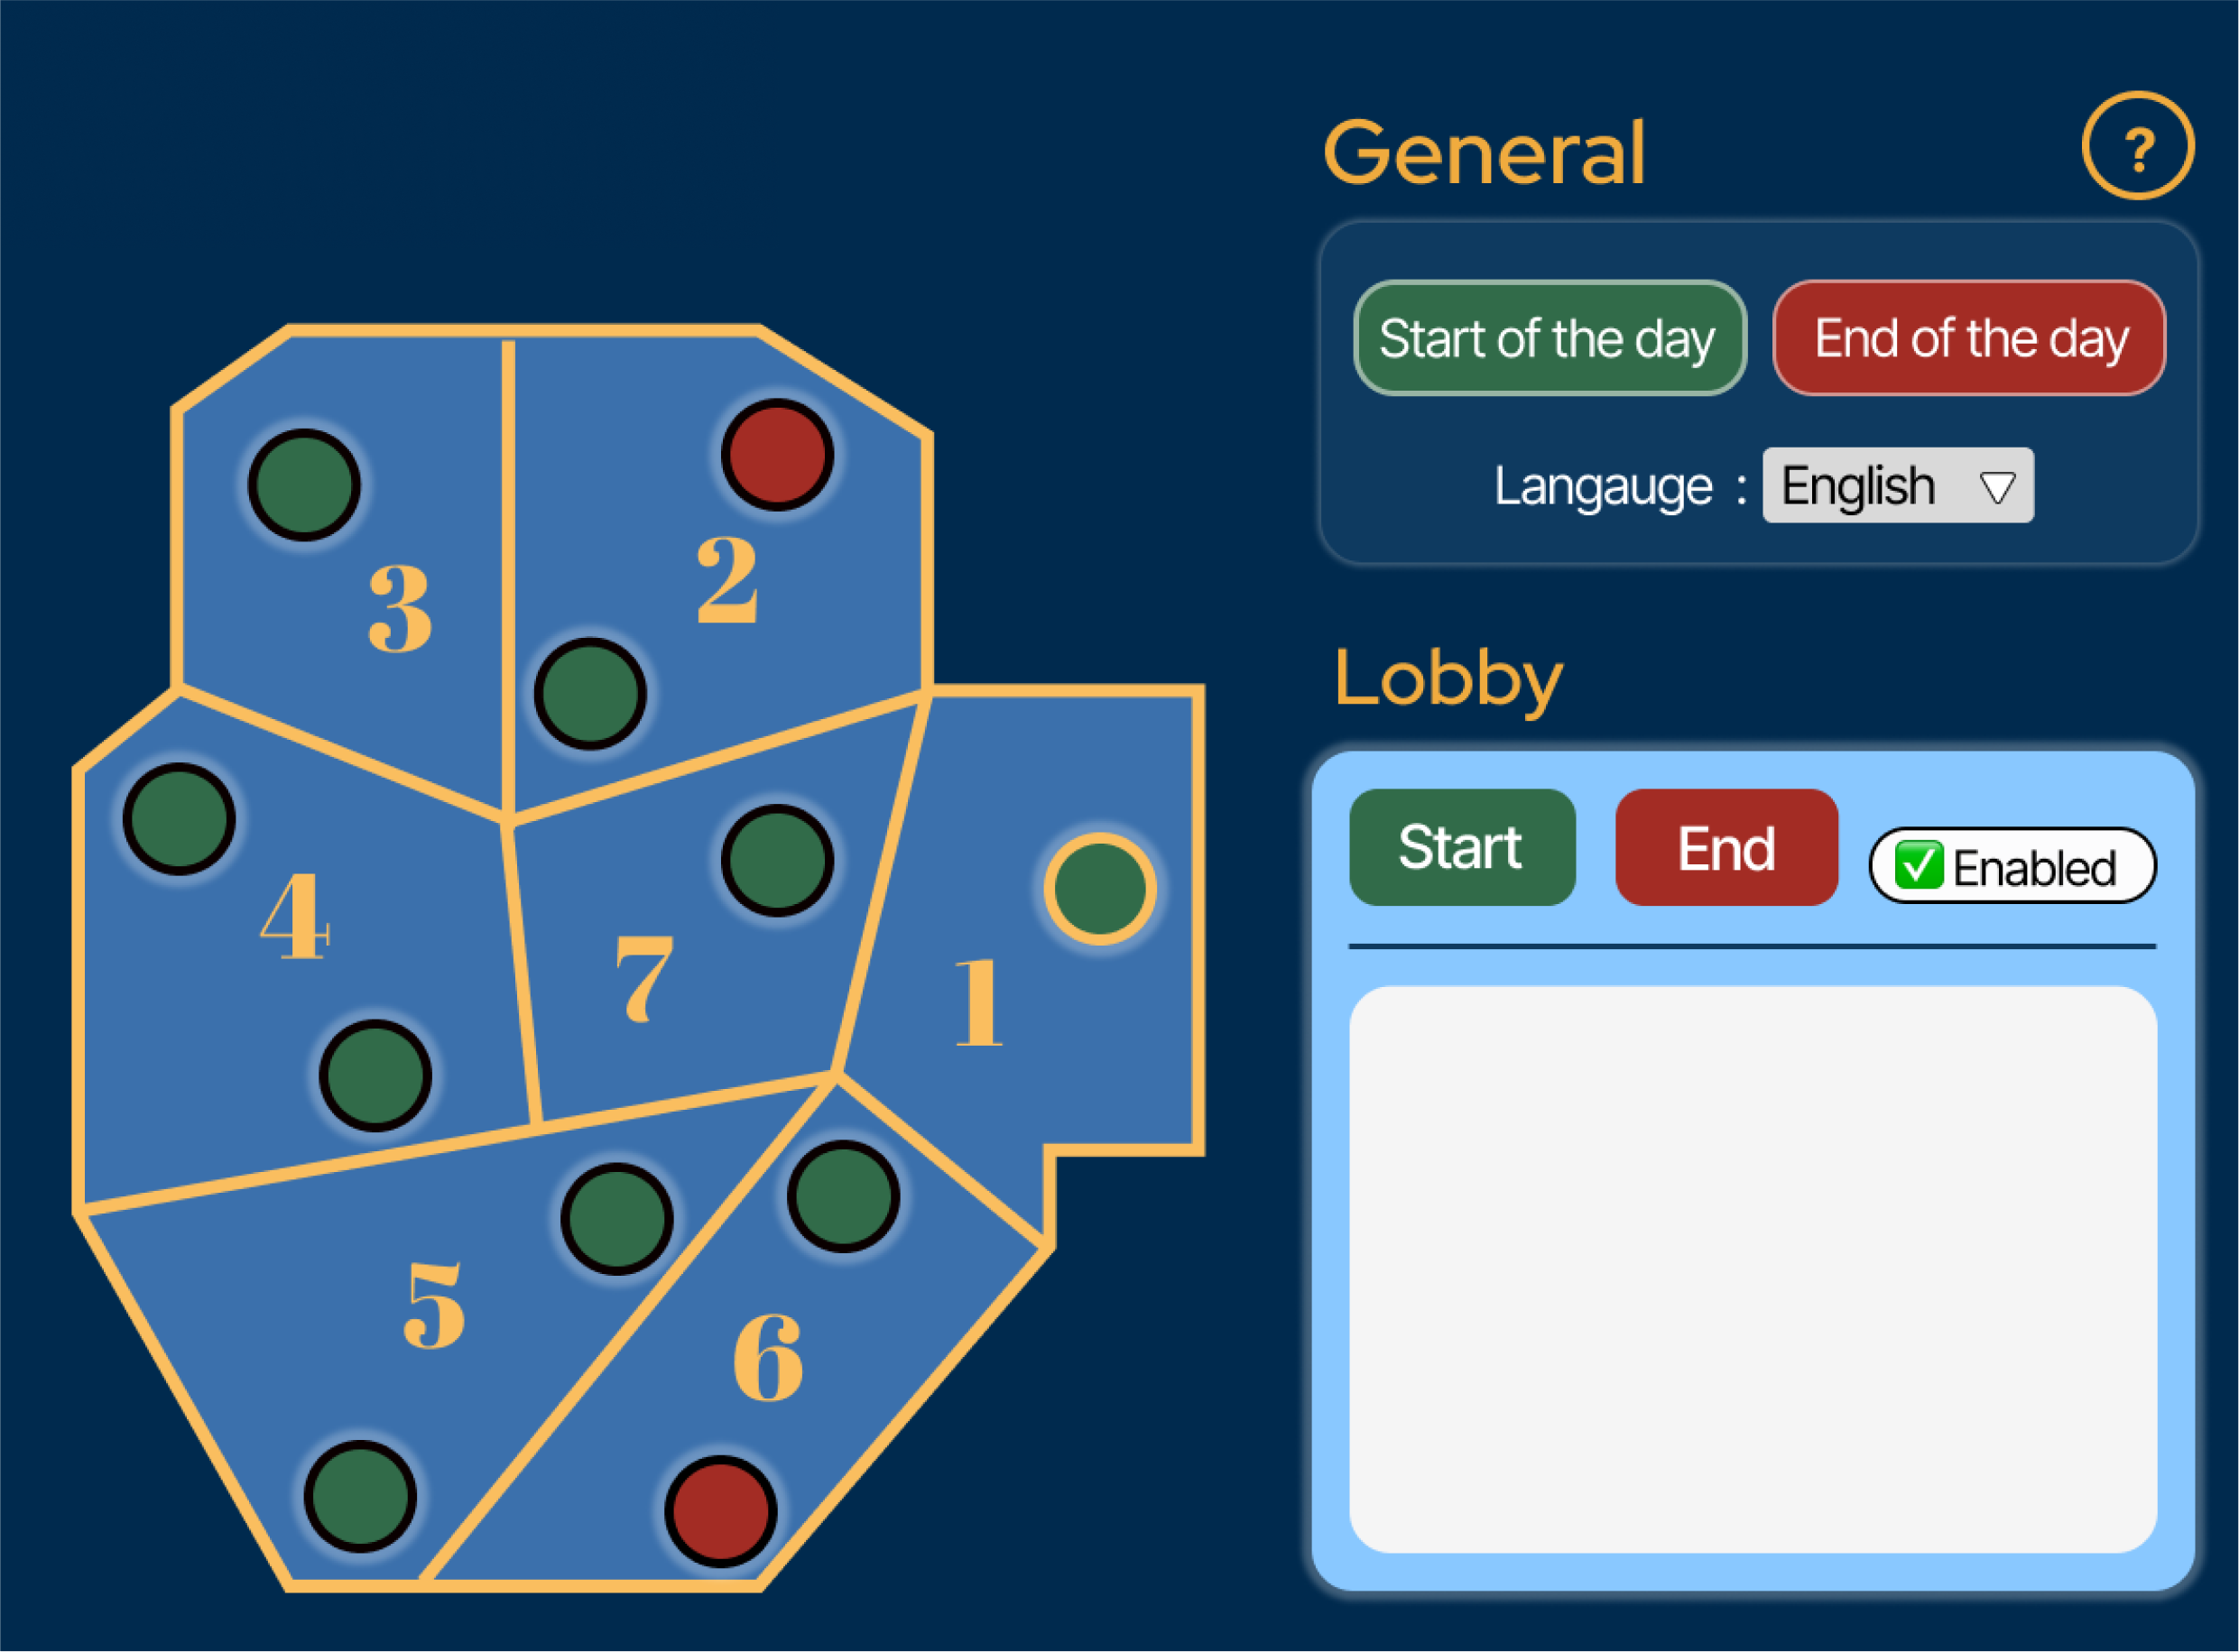 General
?
Start of the day
End of the day
Langauge : English
3
2
Lobby
Start
End
Enabled
4
7
1
5
6